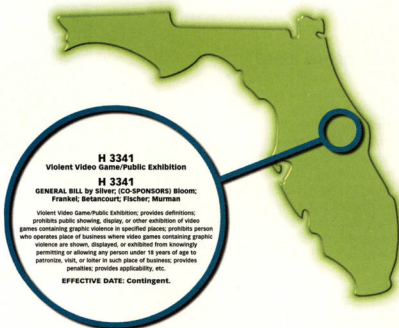 H 3341
Violent Video Game/Public Exhibition
H 3341
GENERAL BILL by Silver; (CO-SPONSORS) Bloom;
Frankel; Betancourt; Fischer; Murman
Violent Video Game/Public Exhibition; provides definitions;
prohibits public showing, display, or other exhibition of video
games containing graphic violence in specified places; prohibits person
who operates place of business where video games containing graphic
violence are shown, displayed, or exhibited from knowingly
permitting or allowing any person under 18 years of age to
patronize, visit, or loiter in such place of business; provides
penalties; provides applicability, etc.
EFFECTIVE DATE: Contingent.